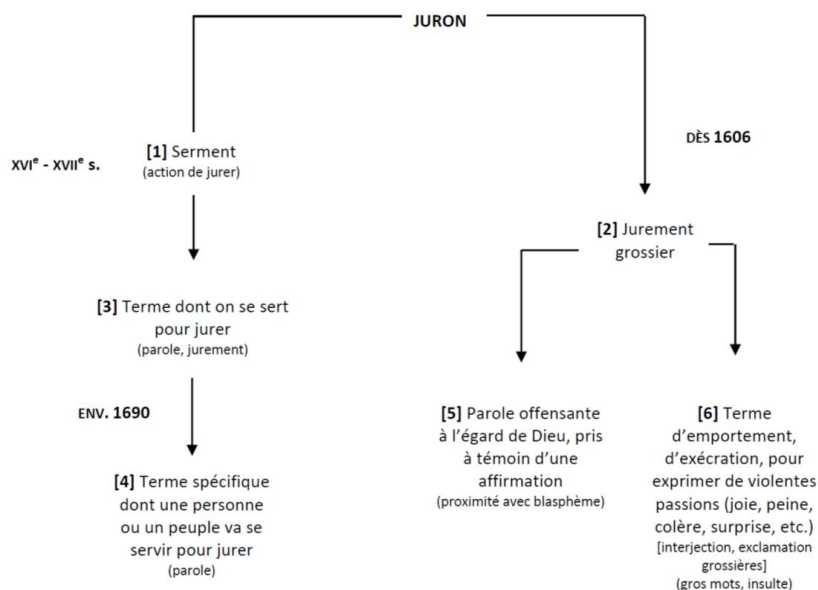 JURON
DÈS 1606
XVIᵉ - XVIIᵉ s.
[1] Serment
(action de jurer)
[2] Jurement
grossier
[3] Terme dont on se sert
pour jurer
(parole, jurement)
ENV. 1690
[4] Terme spécifique
dont une personne
ou un peuple va se
servir pour jurer
(parole)
[5] Parole offensante
à l’égard de Dieu, pris
à témoin d’une
affirmation
(proximité avec blasphème)
[6] Terme
d’emportement,
d’exécration, pour
exprimer de violentes
passions (joie, peine,
colère, surprise, etc.)
[interjection, exclamation
grossières]
(gros mots, insulte)